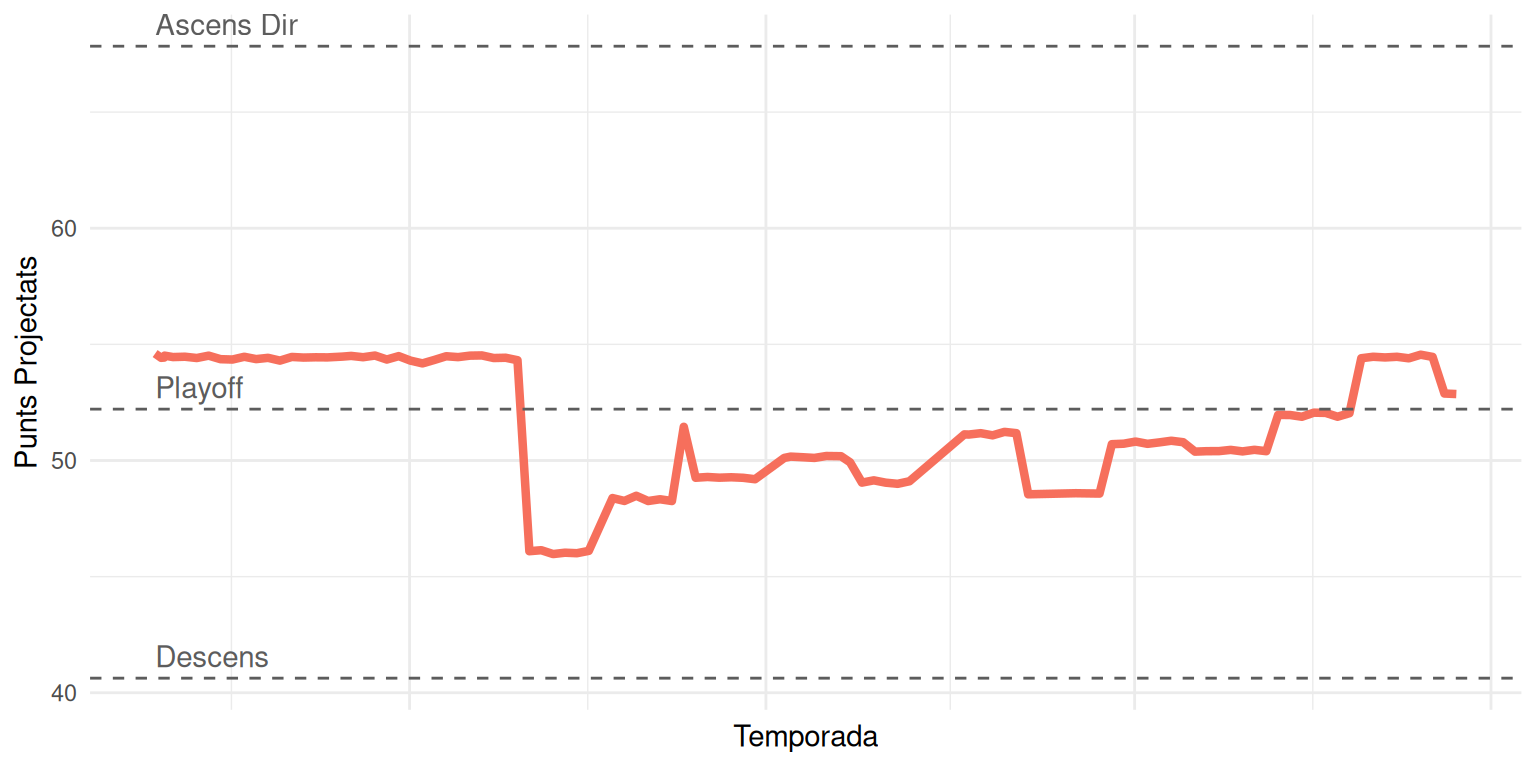 Ascens Dir
60
Playoff
50
Descens
40
Punts Projectats
Temporada